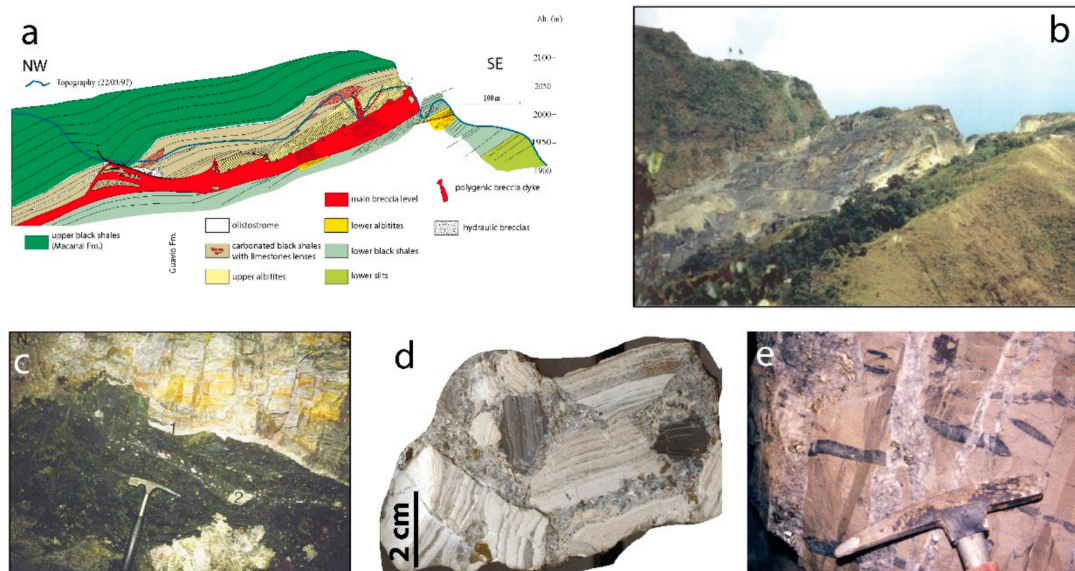 a
NW
Topography (22/03/97)
SE
Alt. (m)
2100
2050
2000
1950
1900
100 m
upper black shales
(Macanal Fm.)
Guavio Fm.
olistostrome
carbonated black shales
with limestones lenses
upper albitites
main breccia level
lower albitites
lower black shales
lower silts
polygenic breccia dyke
hydraulic breccias
b
c
N
S
1
2
d
2 cm
e